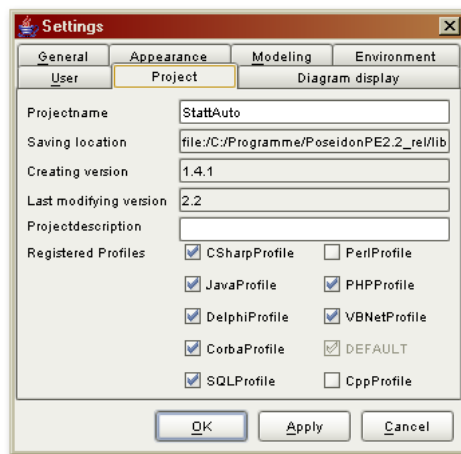 Settings
General Appearance Modeling Environment
User Project Diagram display
Projectname StattAuto
Saving location file:/C:/Programme/PoseidonPE2.2_rel/lib
Creating version 1.4.1
Last modifying version 2.2
Projectdescription
Registered Profiles CSharpProfile PerlProfile
JavaProfile PHPProfile
DelphiProfile VBNetProfile
CorbaProfile DEFAULT
SQLProfile CppProfile
OK Apply Cancel